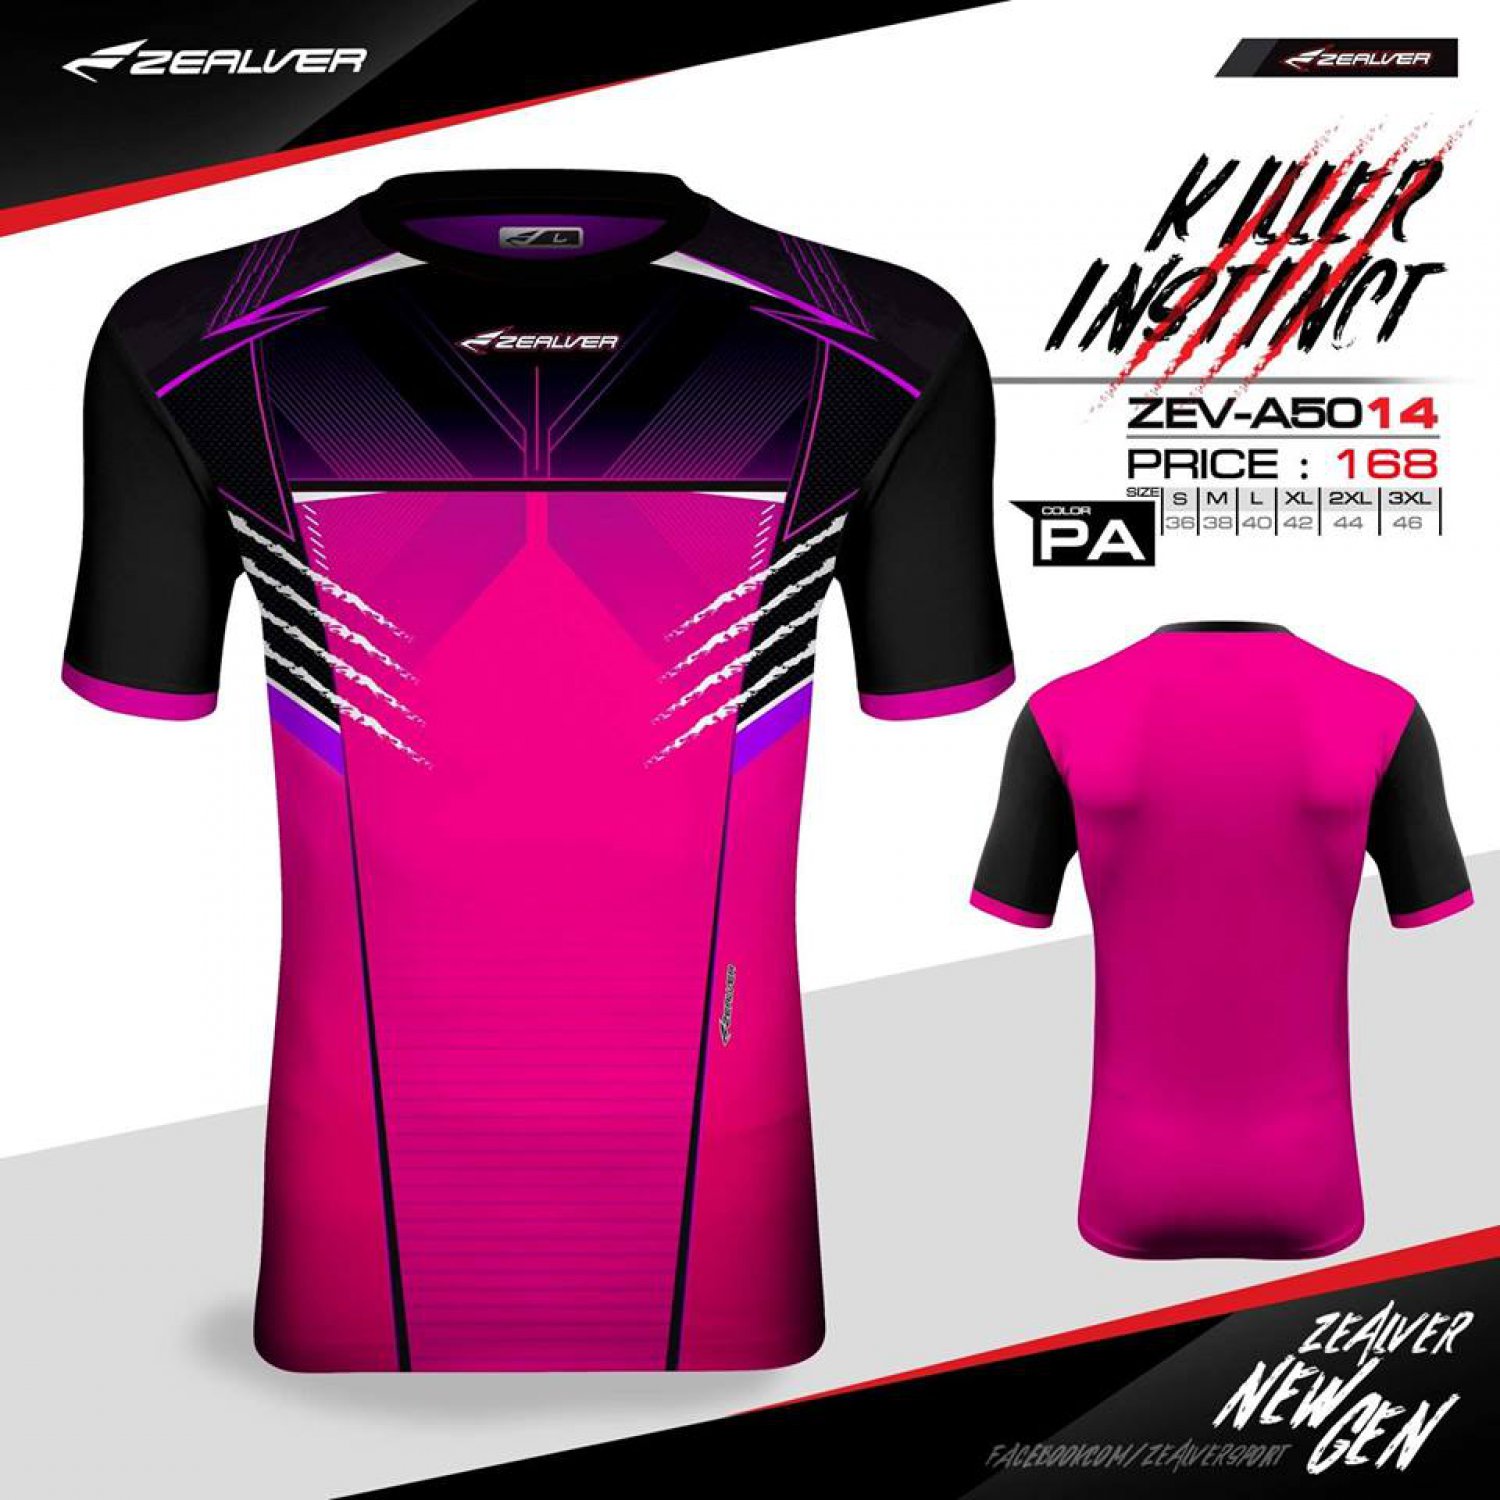 ZEALVER
ZEALVER
KILLER
INSTINCT
ZEV-A5014
PRICE : 168
SIZE S M L XL 2XL 3XL
36 38 40 42 44 46
COLOR
PA
L
ZEALVER
ZEALVER
ZEALVER
NEW GEN
FACEBOOK.COM/ZEALVERSPORT